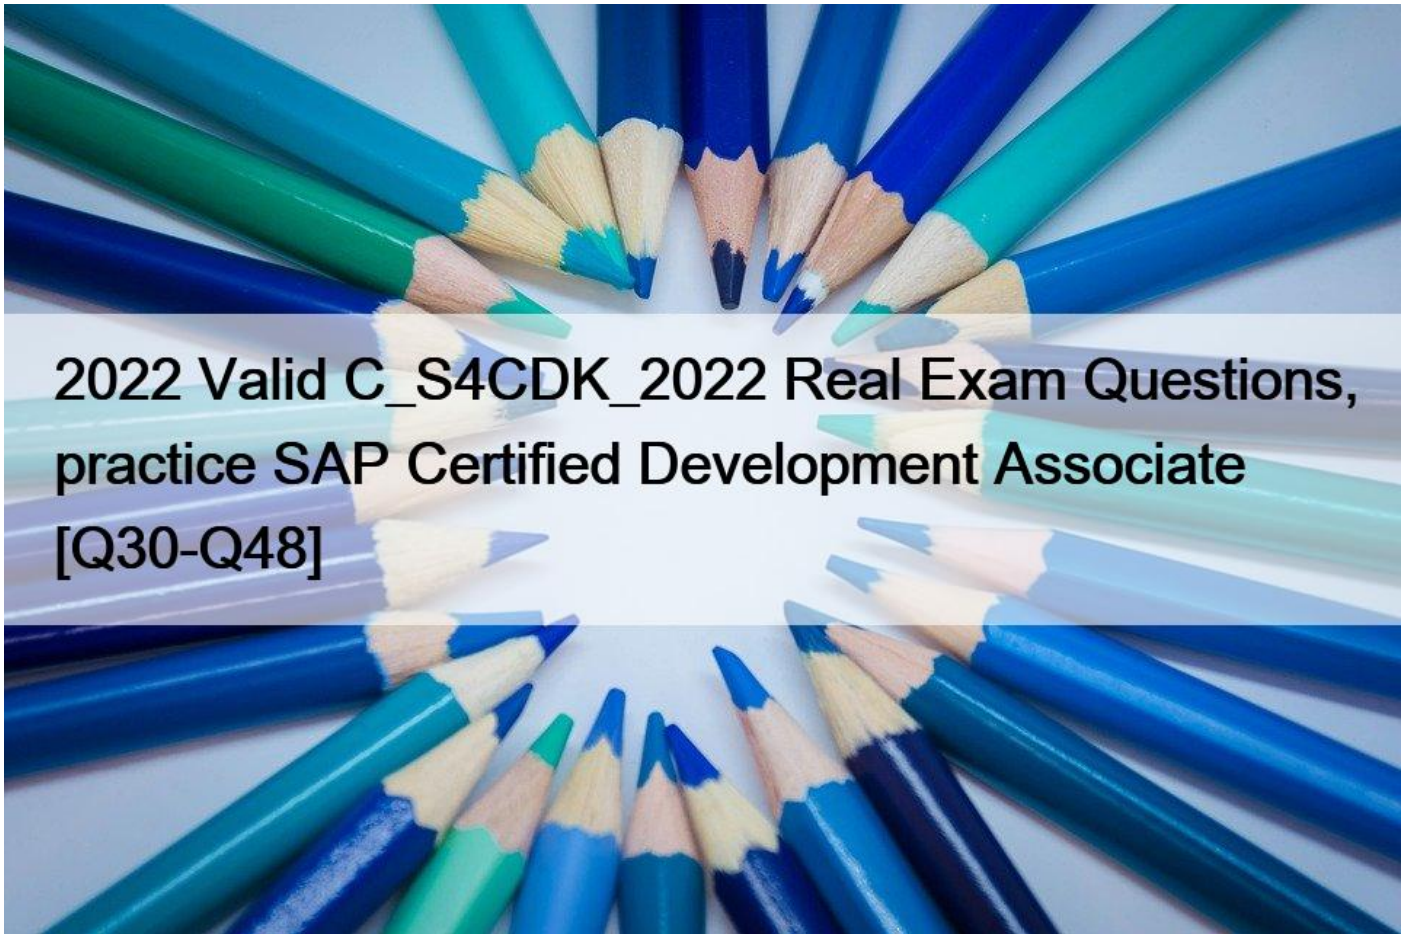 2022 Valid C_S4CDK_2022 Real Exam Questions,
practice SAP Certified Development Associate
[Q30-Q48]